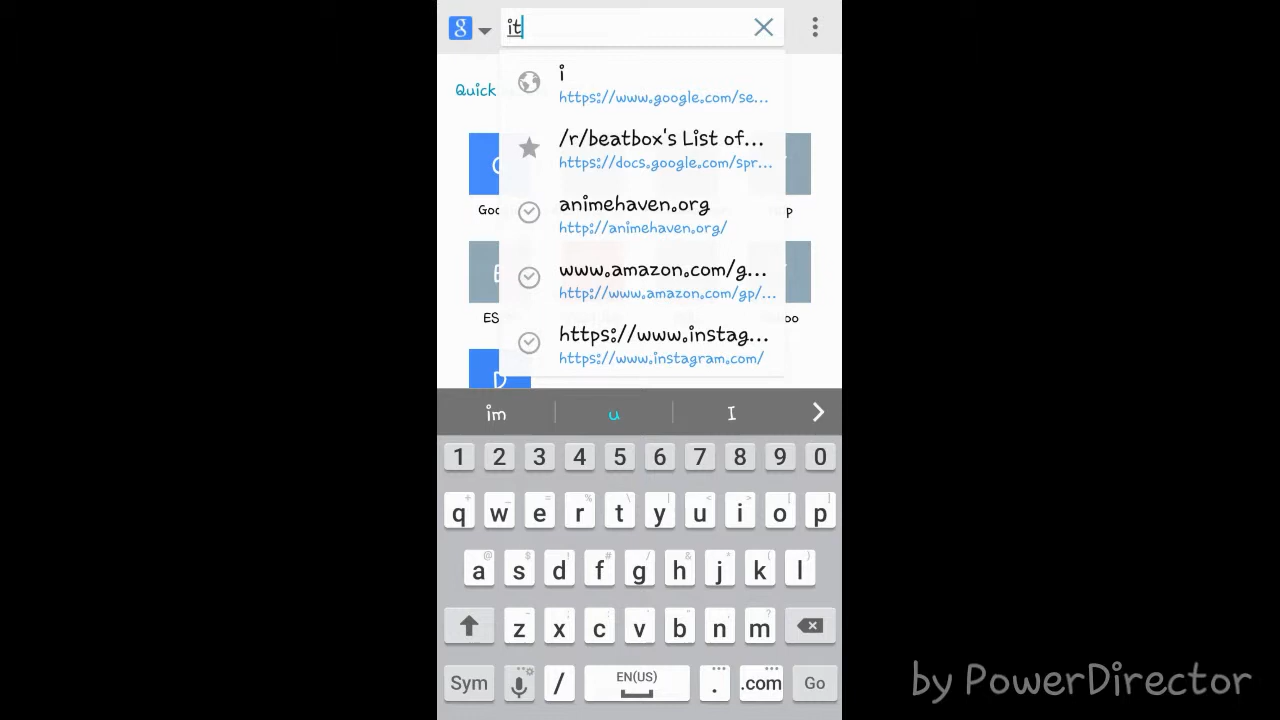 it
i
https://www.google.com/se...
Quick
/r/beatbox's List of...
https://docs.google.com/spr...
animehaven.org
http://animehaven.org/
www.amazon.com/g...
http://www.amazon.com/gp/...
ES
oo
https://www.instag...
https://www.instagram.com/
D
im u I
1 2 3 4 5 6 7 8 9 0
q w e r t y u i o p
a s d f g h j k l
z x c v b n m
Sym / EN(US) . .com Go
by PowerDirector